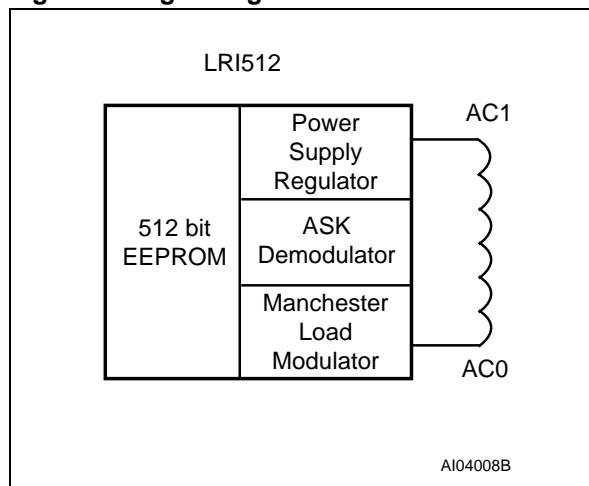 LRI512
AC1
Power
Supply
Regulator
512 bit
EEPROM
ASK
Demodulator
Manchester
Load
Modulator
AC0
AI04008B